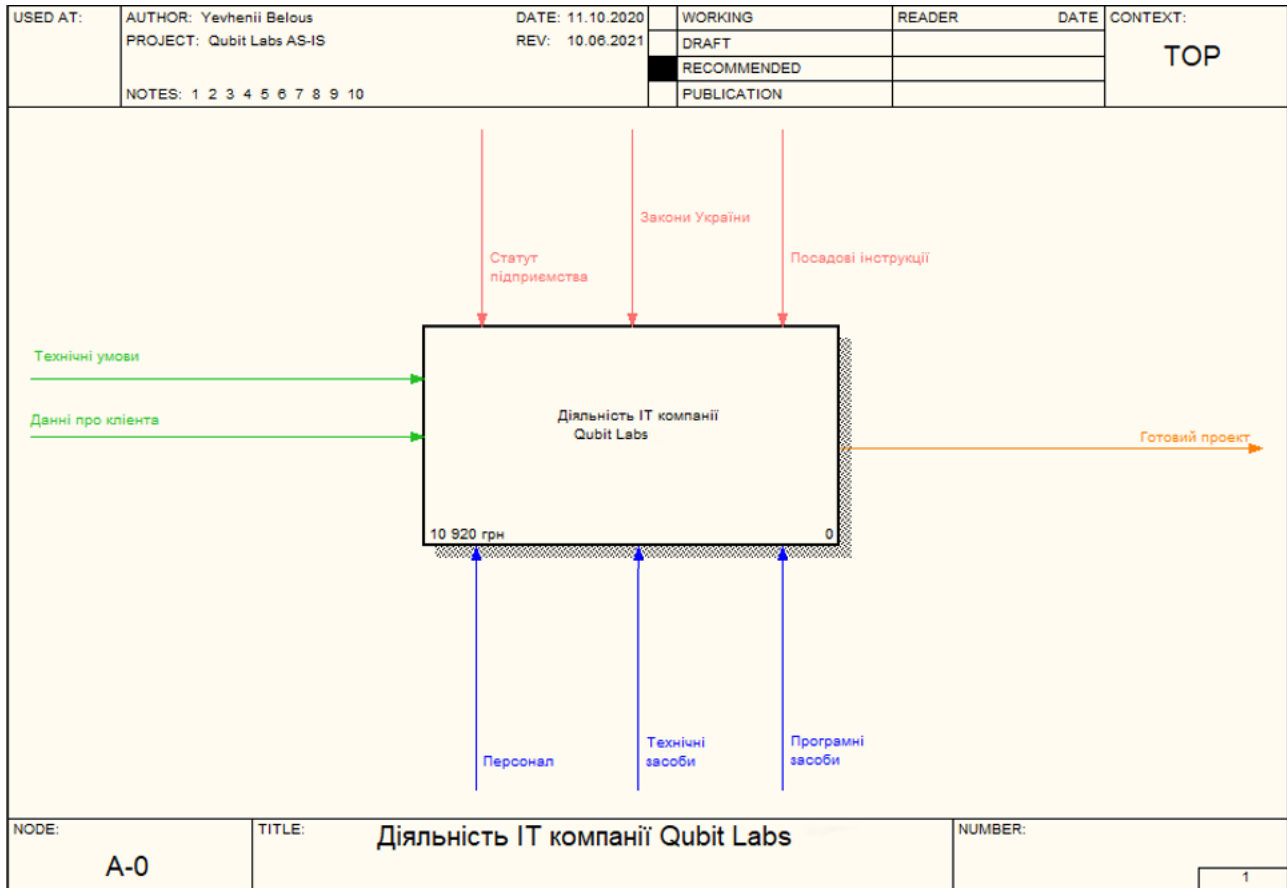 USED AT:
AUTHOR: Yevhenii Belous
DATE: 11.10.2020
PROJECT: Qubit Labs AS-IS
REV: 10.06.2021
NOTES: 1 2 3 4 5 6 7 8 9 10
WORKING
DRAFT
RECOMMENDED
PUBLICATION
READER
DATE
CONTEXT:
TOP
Закони України
Статут
підприємства
Посадові інструкції
Технічні умови
Данні про кліента
Діяльність ІТ компанії
Qubit Labs
Готовий проект
10 920 грн
0
Персонал
Технічні
засоби
Програмні
засоби
NODE:
A-0
TITLE:
Діяльність ІТ компанії Qubit Labs
NUMBER:
1